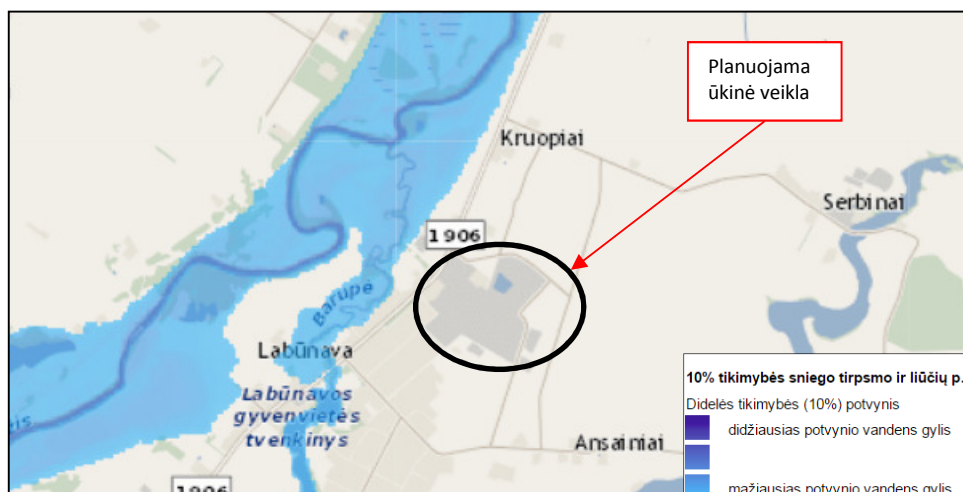 Planuojama
ūkinė veikla
Kruopiai
Serbinai
1906
Barupė
Labūnava
Labūnavos
gyvenvietės
tvenkinys
Ansainiai
1906
10% tikimybės sniego tirpsmo ir liūčių p.
Didelės tikimybės (10%) potvynis
didžiausias potvynio vandens gylis
mažiausias potvynio vandens gylis